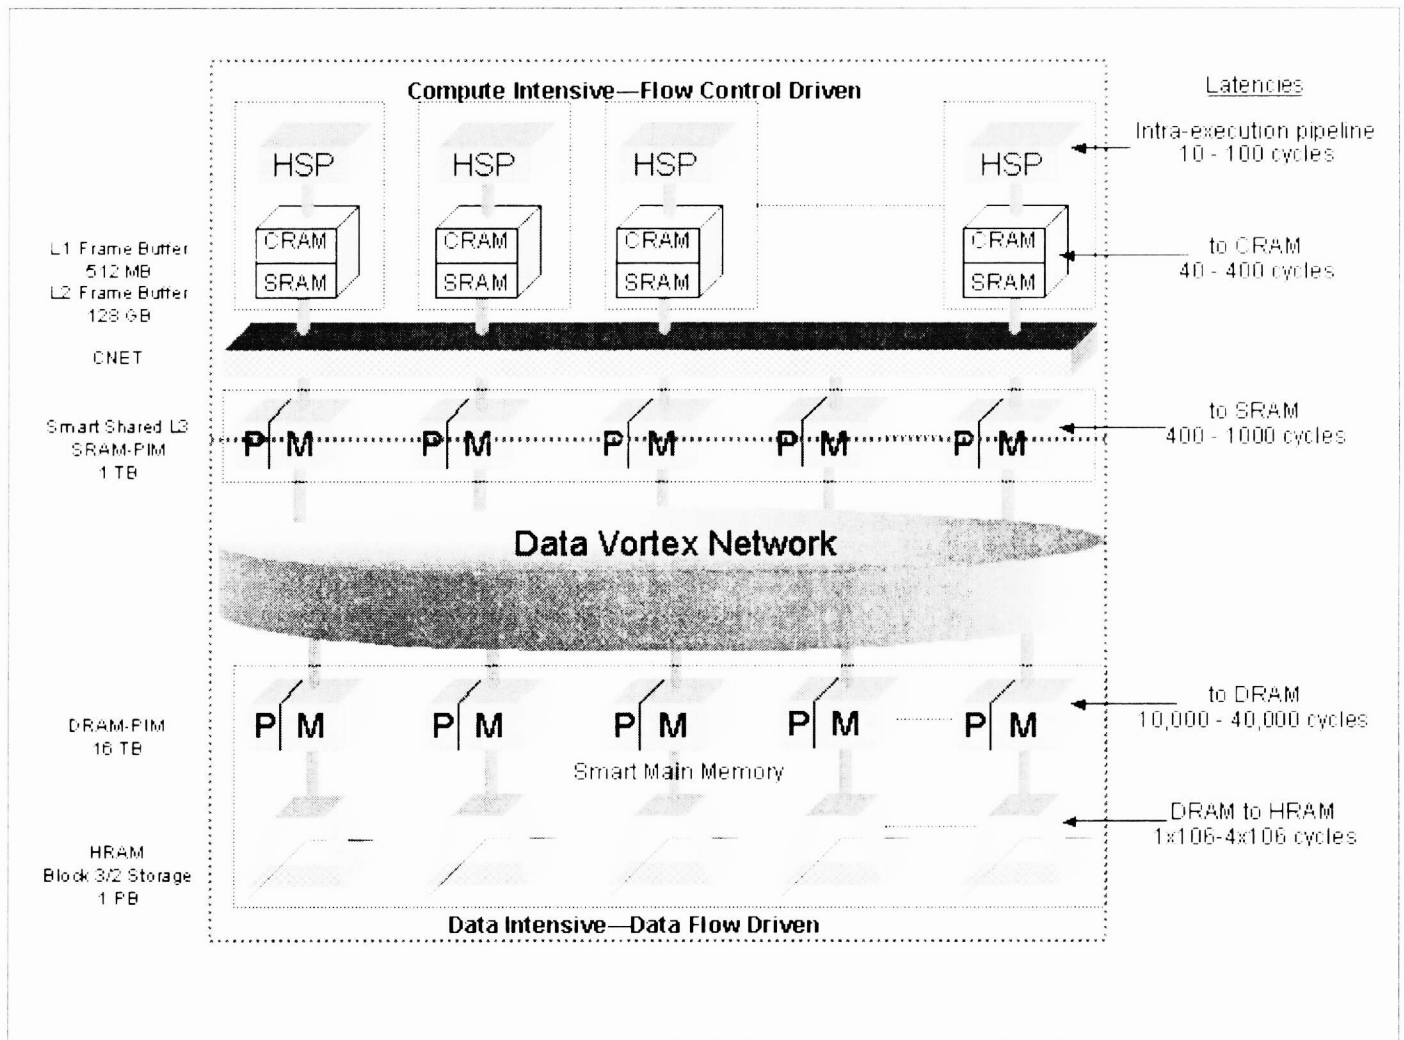 Compute Intensive—Flow Control Driven
Latencies
Intra-execution pipeline
10 - 100 cycles
HSP HSP HSP HSP
CRAM CRAM CRAM CRAM
SRAM SRAM SRAM SRAM
L1 Frame Buffer
512 MB
L2 Frame Buffer
128 GB
to CRAM
40 - 400 cycles
CNET
Smart Shared L3
SRAM-PIM
1 TB
P M P M P M P M P M
to SRAM
400 - 1000 cycles
Data Vortex Network
DRAM-PIM
16 TB
P M P M P M P M P M
to DRAM
10,000 - 40,000 cycles
Smart Main Memory
DRAM to HRAM
1x106-4x106 cycles
HRAM
Block 3/2 Storage
1 PB
Data Intensive—Data Flow Driven